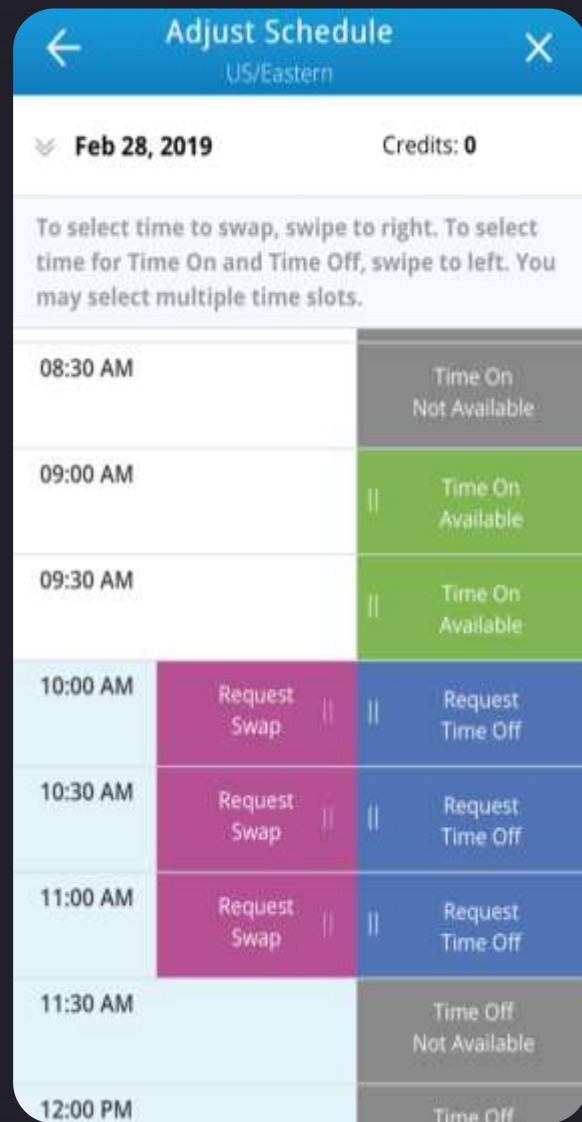 Adjust Schedule
US/Eastern
Feb 28, 2019 Credits: 0
To select time to swap, swipe to right. To select
time for Time On and Time Off, swipe to left. You
may select multiple time slots.
08:30 AM
Time On
Not Available
09:00 AM
Time On
Available
09:30 AM
Time On
Available
10:00 AM
Request
Swap
Request
Time Off
10:30 AM
Request
Swap
Request
Time Off
11:00 AM
Request
Swap
Request
Time Off
11:30 AM
Time Off
Not Available
12:00 PM
Time Off